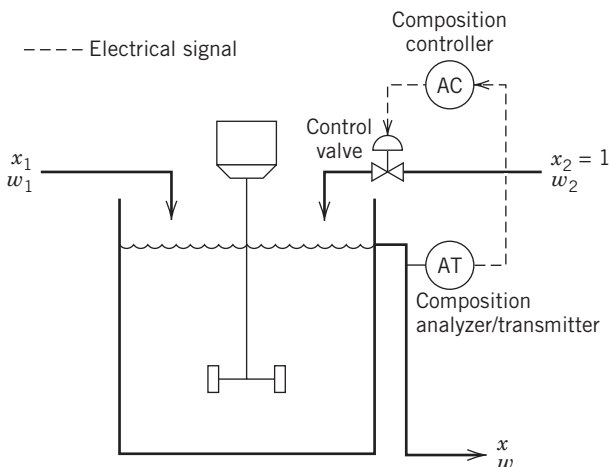 Composition
controller
---- Electrical signal
AC
Control
valve
x₁
w₁
x₂ = 1
w₂
AT
Composition
analyzer/transmitter
x
w